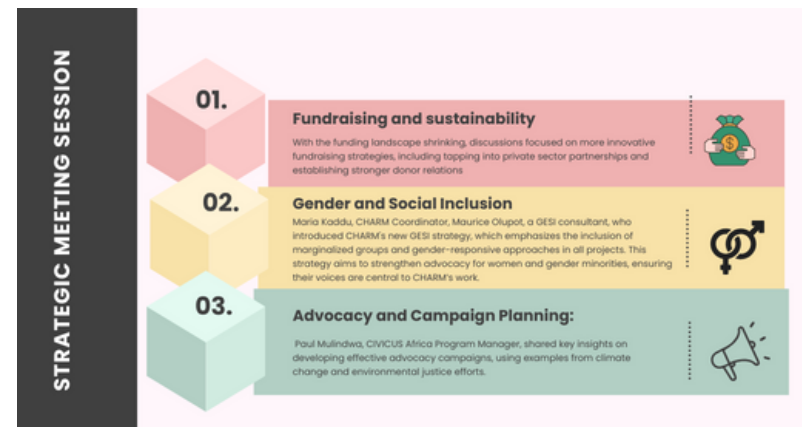 STRATEGIC MEETING SESSION
01.
Fundraising and sustainability
With the funding landscape shrinking, discussions focused on more innovative
fundraising strategies, including tapping into private sector partnerships and
establishing stronger donor relations
02.
Gender and Social Inclusion
Maria Kaddu, CHARM Coordinator, Maurice Olupot, a GESI consultant, who
introduced CHARM's new GESI strategy, which emphasizes the inclusion of
marginalized groups and gender-responsive approaches in all projects. This
strategy aims to strengthen advocacy for women and gender minorities, ensuring
their voices are central to CHARM's work.
03.
Advocacy and Campaign Planning:
Paul Mulindwa, CIVICUS Africa Program Manager, shared key insights on
developing effective advocacy campaigns, using examples from climate
change and environmental justice efforts.